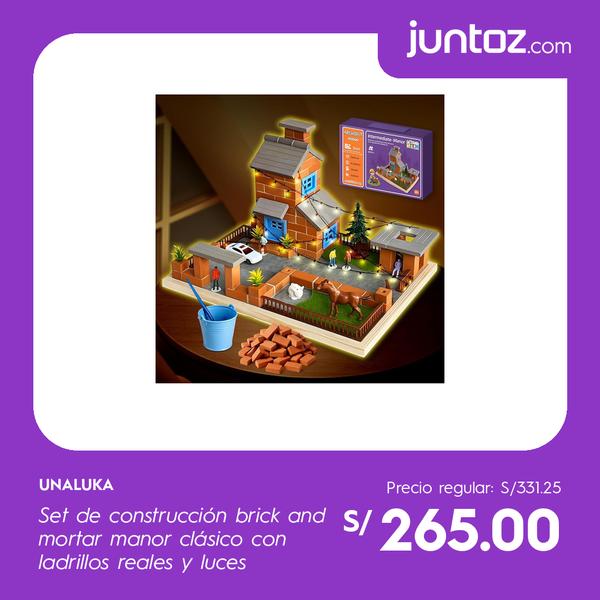 juntoz.com
Intermediate-Manor
UNALUKA
Precio regular: S/331.25
Set de construcción brick and
mortar manor clásico con
ladrillos reales y luces
S/ 265.00